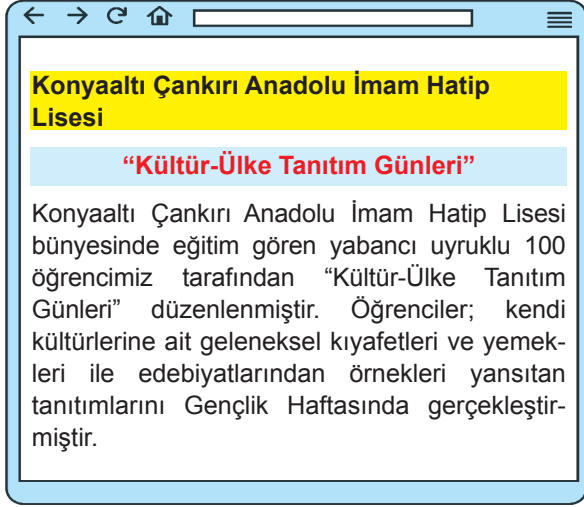 Konyaaltı Çankırı Anadolu İmam Hatip
Lisesi
“Kültür-Ülke Tanıtım Günleri”
Konyaaltı Çankırı Anadolu İmam Hatip Lisesi
bünyesinde eğitim gören yabancı uyruklu 100
öğrencimiz tarafından “Kültür-Ülke Tanıtım
Günleri” düzenlenmiştir. Öğrenciler; kendi
kültürlerine ait geleneksel kıyafetleri ve yemek-
leri ile edebiyatlarından örnekleri yansıtan
tanıtımlarını Gençlik Haftasında gerçekleştir-
miştir.